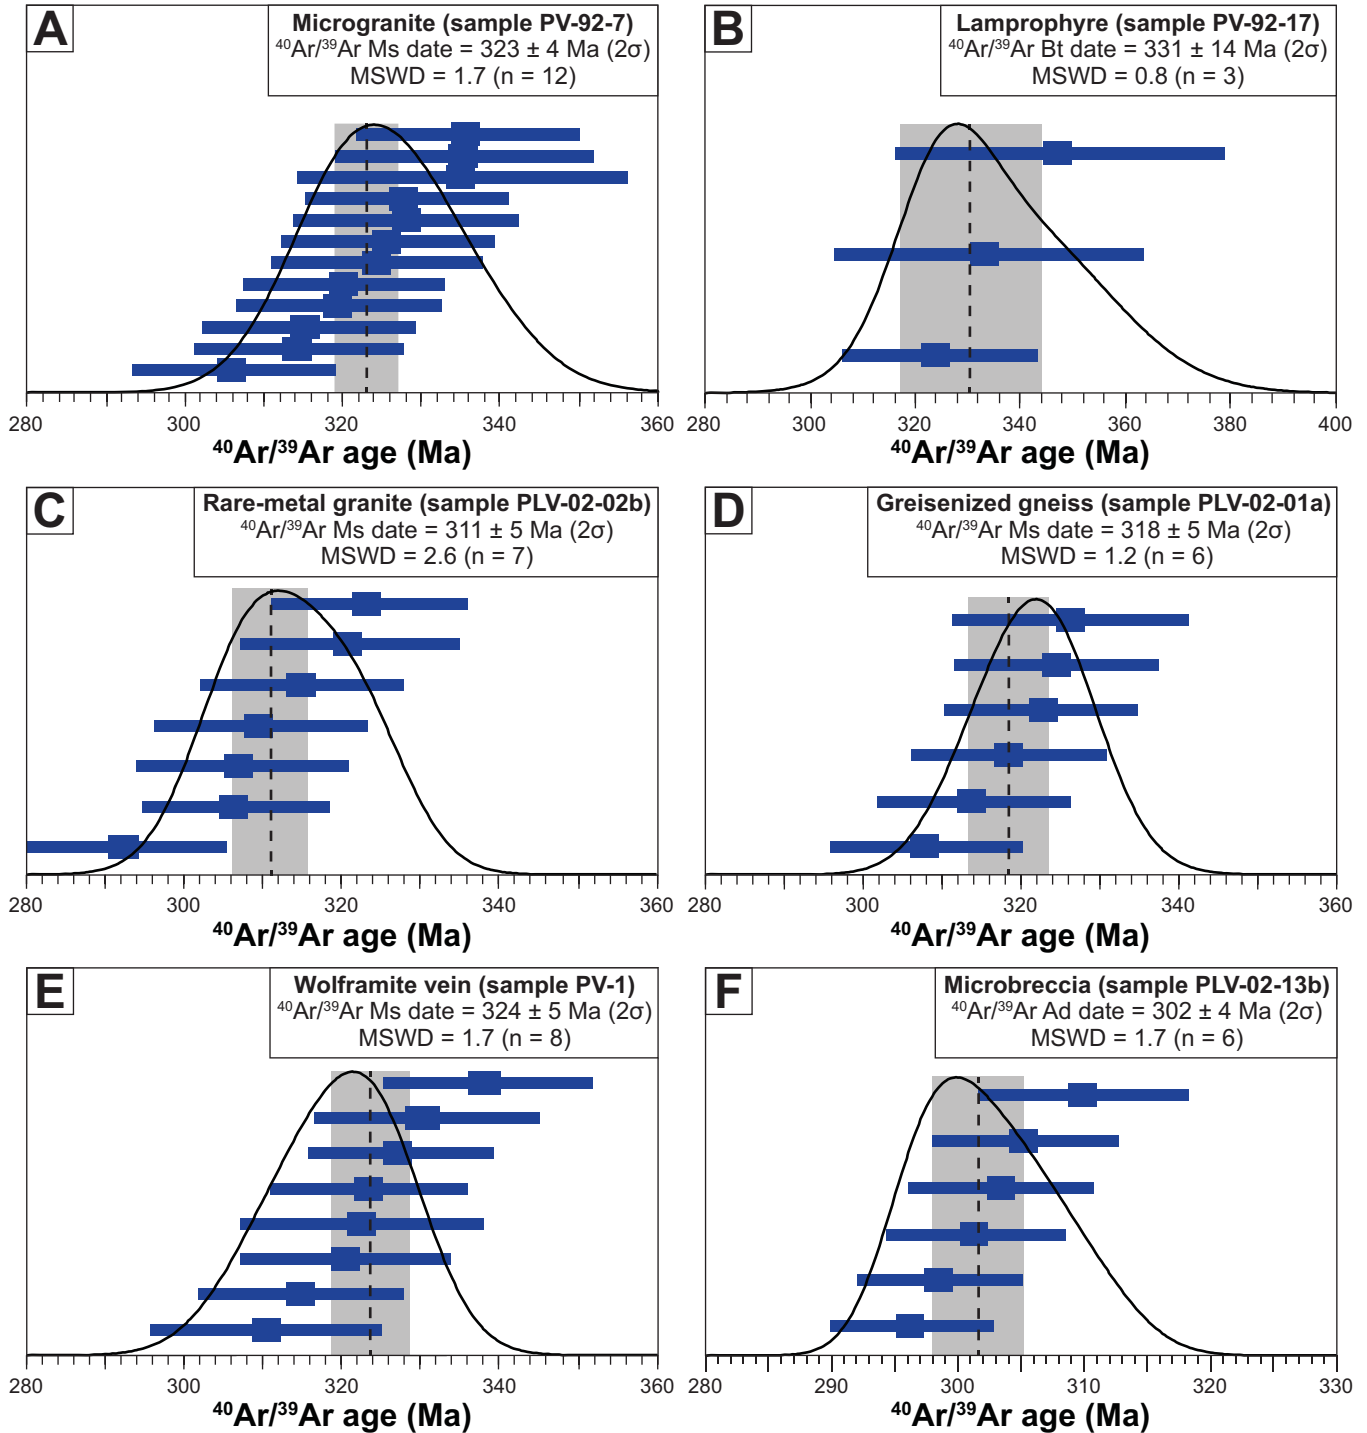 A
Microgranite (sample PV-92-7)
⁴⁰Ar/³⁹Ar Ms date = 323 ± 4 Ma (2σ)
MSWD = 1.7 (n = 12)
280 300 320 340 360
⁴⁰Ar/³⁹Ar age (Ma)
B
Lamprophyre (sample PV-92-17)
⁴⁰Ar/³⁹Ar Bt date = 331 ± 14 Ma (2σ)
MSWD = 0.8 (n = 3)
280 300 320 340 360 380 400
⁴⁰Ar/³⁹Ar age (Ma)
C
Rare-metal granite (sample PLV-02-02b)
⁴⁰Ar/³⁹Ar Ms date = 311 ± 5 Ma (2σ)
MSWD = 2.6 (n = 7)
280 300 320 340 360
⁴⁰Ar/³⁹Ar age (Ma)
D
Greisenized gneiss (sample PLV-02-01a)
⁴⁰Ar/³⁹Ar Ms date = 318 ± 5 Ma (2σ)
MSWD = 1.2 (n = 6)
280 300 320 340 360
⁴⁰Ar/³⁹Ar age (Ma)
E
Wolframite vein (sample PV-1)
⁴⁰Ar/³⁹Ar Ms date = 324 ± 5 Ma (2σ)
MSWD = 1.7 (n = 8)
280 300 320 340 360
⁴⁰Ar/³⁹Ar age (Ma)
F
Microbreccia (sample PLV-02-13b)
⁴⁰Ar/³⁹Ar Ad date = 302 ± 4 Ma (2σ)
MSWD = 1.7 (n = 6)
280 290 300 310 320 330
⁴⁰Ar/³⁹Ar age (Ma)